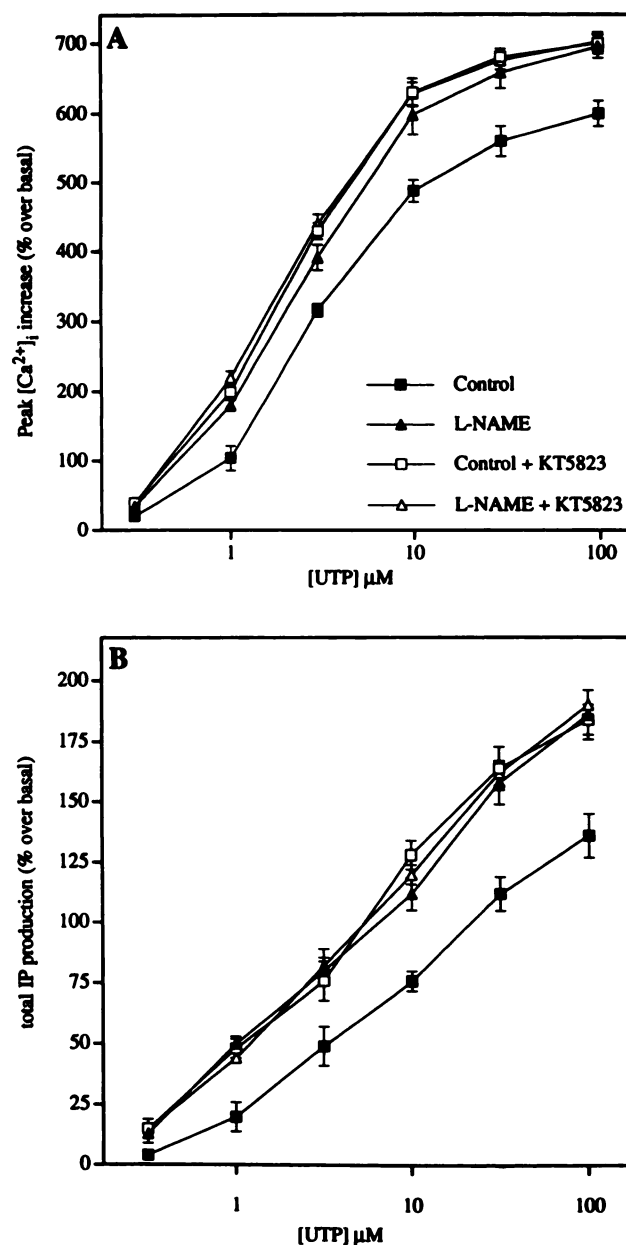 A
700
600
500
400
300
200
100
0
Peak [Ca²⁺]ᵢ increase (% over basal)
Control
L-NAME
Control + KT5823
L-NAME + KT5823
1
10
100
[UTP] µM
B
200
175
150
125
100
75
50
25
0
total IP production (% over basal)
1
10
100
[UTP] µM